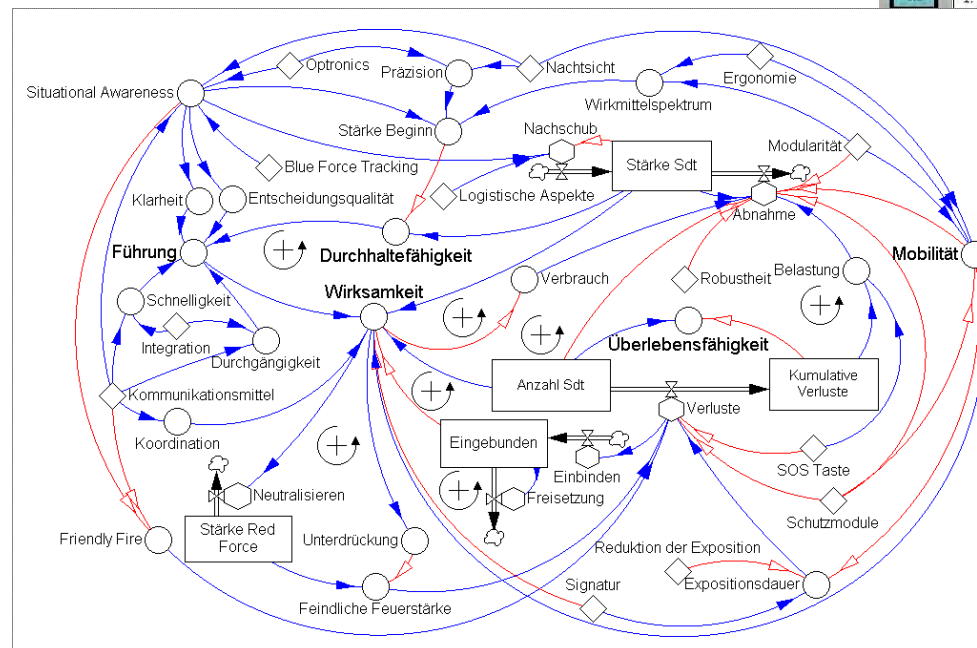 Optronics
Präzision
Nachtsicht
Ergonomie
Situational Awareness
Wirkmittelspektrum
Stärke Beginn
Nachschub
Modularität
Stärke Sdt
Blue Force Tracking
Logistische Aspekte
Abnahme
Klarheit
Entscheidungsqualität
Führung
Durchhaltefähigkeit
Robustheit
Belastung
Mobilität
Verbrauch
Wirksamkeit
Schnelligkeit
Integration
Überlebensfähigkeit
Durchgängigkeit
Anzahl Sdt
Kumulative
Verluste
Kommunikationsmittel
Verluste
Koordination
Eingebunden
Einbinden
SOS Taste
Neutralisieren
Freisetzung
Schutzmodule
Stärke Red
Force
Friendly Fire
Unterdrückung
Reduktion der Exposition
Signatur
Expositionsdauer
Feindliche Feuerstärke